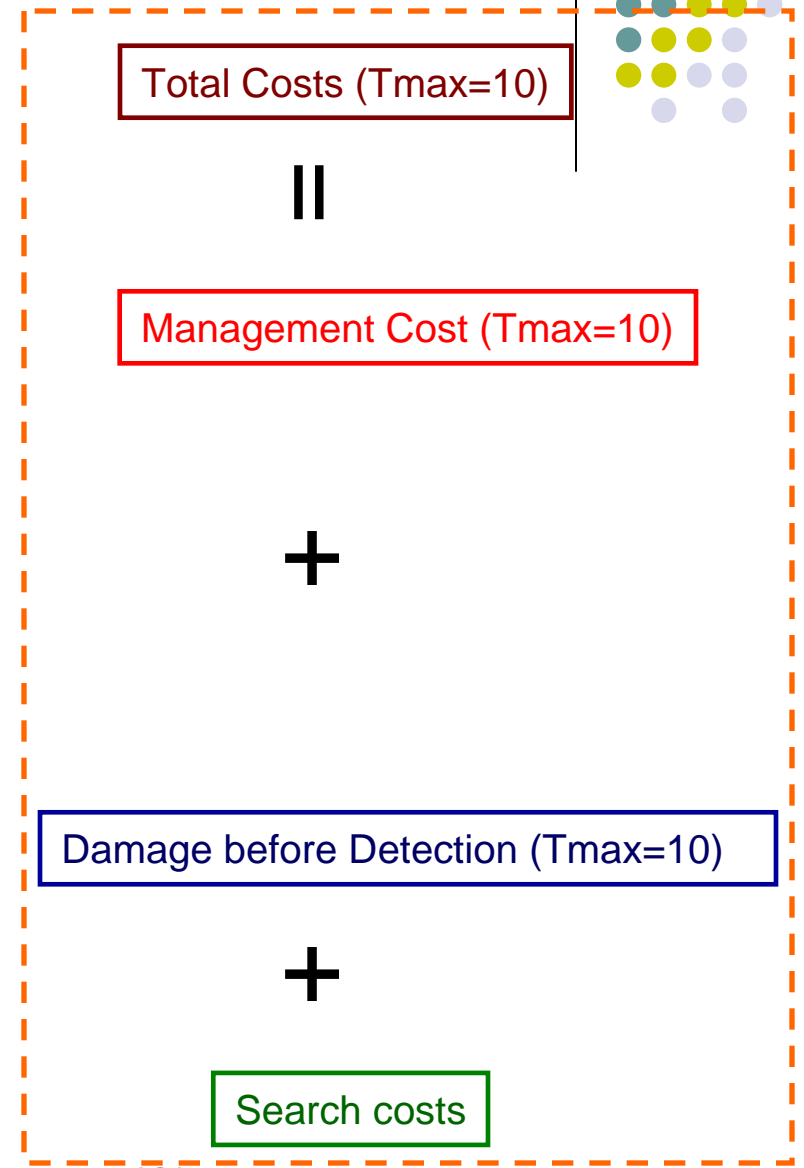 Total Costs (Tmax=10)
=
Management Cost (Tmax=10)
+
Damage before Detection (Tmax=10)
+
Search costs